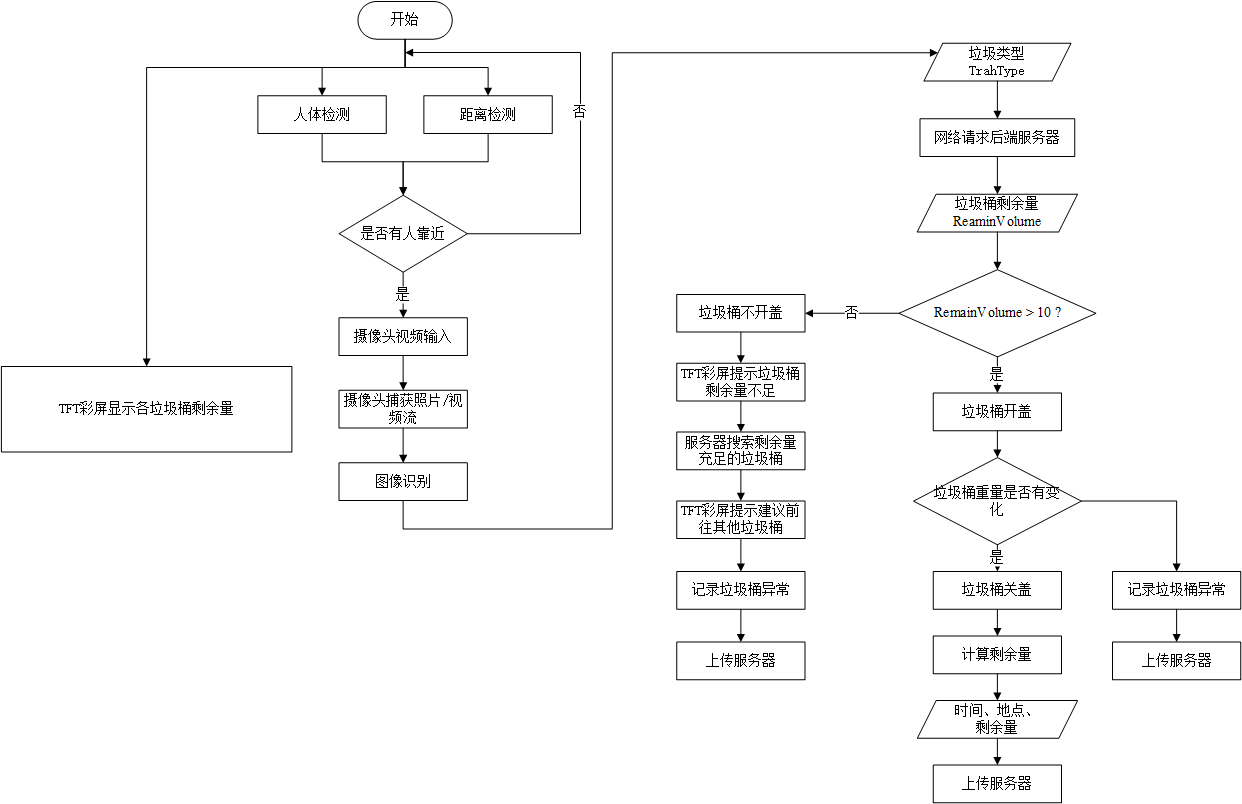 开始
人体检测
距离检测
否
是否有人靠近
是
摄像头视频输入
摄像头捕获照片/视
频流
图像识别
TFT彩屏显示各垃圾桶剩余量
垃圾类型
TrahType
网络请求后端服务器
垃圾桶剩余量
ReaminVolume
RemainVolume > 10 ?
否
垃圾桶不开盖
TFT彩屏提示垃圾桶
剩余量不足
服务器搜索剩余量
充足的垃圾桶
TFT彩屏提示建议前
往其他垃圾桶
记录垃圾桶异常
上传服务器
是
垃圾桶开盖
垃圾桶重量是否有变
化
是
垃圾桶关盖
计算剩余量
时间、地点、
剩余量
上传服务器
记录垃圾桶异常
上传服务器